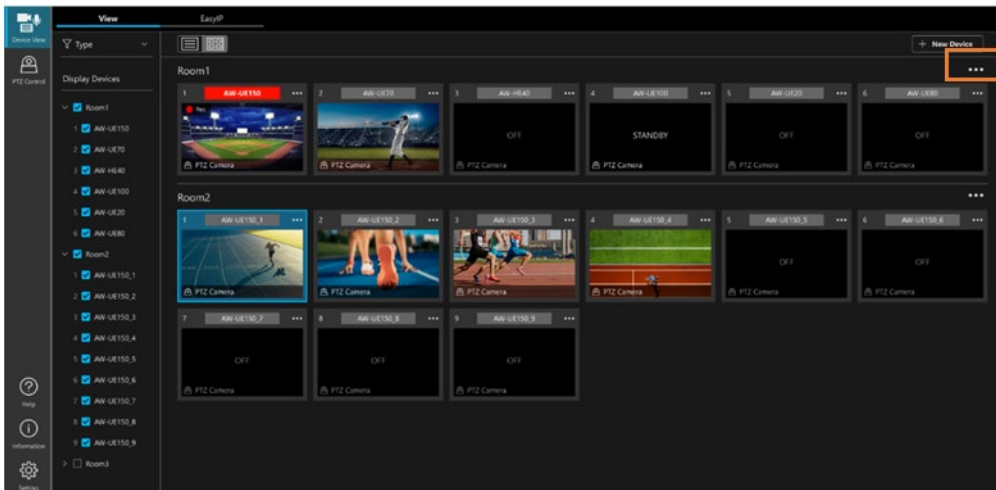 View
EasyIP
Device View
Type
+ New Device
PTZ Control
Display Devices
Room1
1 AW-UE150
2 AW-UE70
3 AW-HE40
4 AW-UE100
5 AW-UE20
6 AW-UE80
Room2
1 AW-UE150_1
2 AW-UE150_2
3 AW-UE150_3
4 AW-UE150_4
5 AW-UE150_5
6 AW-UE150_6
7 AW-UE150_7
8 AW-UE150_8
9 AW-UE150_9
Room3
Help
Information
Setting
Room1 •••
1 AW-UE150 •••
Rec
PTZ Camera
2 AW-UE70 •••
PTZ Camera
3 AW-HE40 •••
OFF
PTZ Camera
4 AW-UE100 •••
STANDBY
PTZ Camera
5 AW-UE20 •••
OFF
PTZ Camera
6 AW-UE80 •••
OFF
PTZ Camera
Room2 •••
1 AW-UE150_1 •••
PTZ Camera
2 AW-UE150_2 •••
PTZ Camera
3 AW-UE150_3 •••
PTZ Camera
4 AW-UE150_4 •••
PTZ Camera
5 AW-UE150_5 •••
OFF
PTZ Camera
6 AW-UE150_6 •••
OFF
PTZ Camera
7 AW-UE150_7 •••
OFF
PTZ Camera
8 AW-UE150_8 •••
OFF
PTZ Camera
9 AW-UE150_9 •••
OFF
PTZ Camera